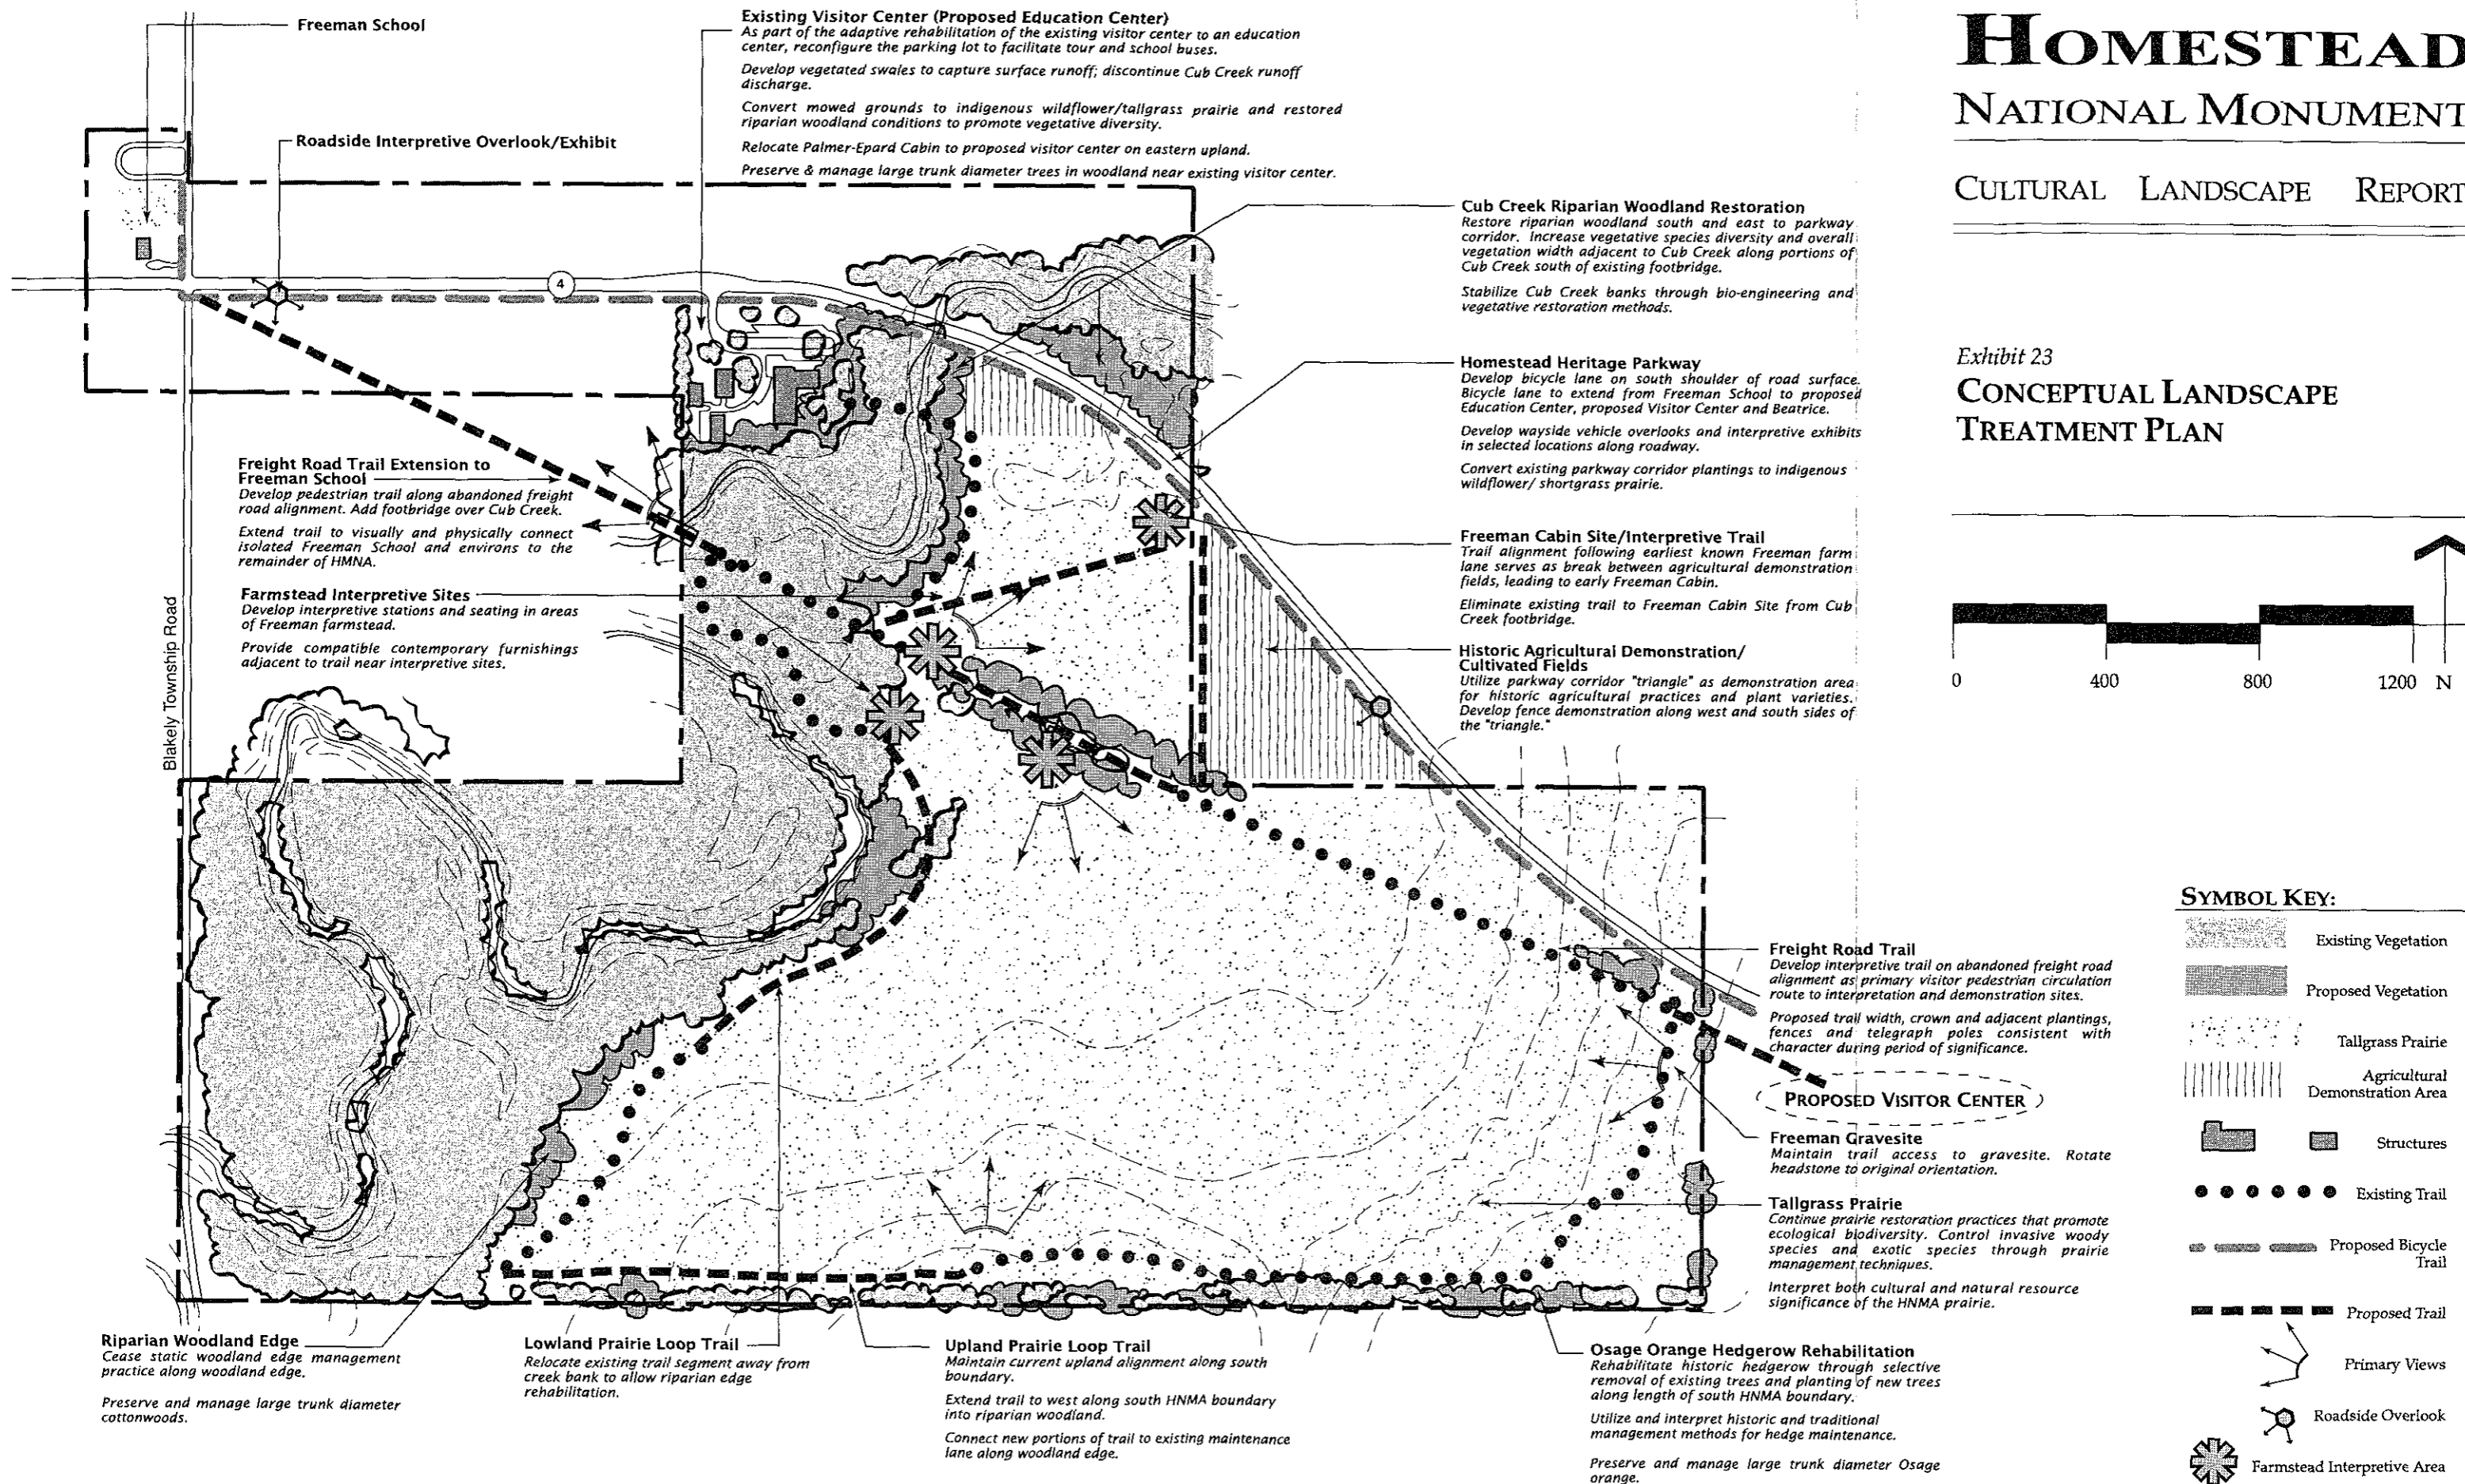 Freeman School
Roadside Interpretive Overlook/Exhibit
Existing Visitor Center (Proposed Education Center)
As part of the adaptive rehabilitation of the existing visitor center to an education
center, reconfigure the parking lot to facilitate tour and school buses.
Develop vegetated swales to capture surface runoff; discontinue Cub Creek runoff
discharge.
Convert mowed grounds to indigenous wildflower/tallgrass prairie and restored
riparian woodland conditions to promote vegetative diversity.
Relocate Palmer-Epard Cabin to proposed visitor center on eastern upland.
Preserve & manage large trunk diameter trees in woodland near existing visitor center.
HOMESTEAD
NATIONAL MONUMENT
CULTURAL LANDSCAPE REPORT
Exhibit 23
CONCEPTUAL LANDSCAPE
TREATMENT PLAN
0 400 800 1200 N
Cub Creek Riparian Woodland Restoration
Restore riparian woodland south and east to parkway
corridor. Increase vegetative species diversity and overall
vegetation width adjacent to Cub Creek along portions of
Cub Creek south of existing footbridge.
Stabilize Cub Creek banks through bio-engineering and
vegetative restoration methods.
Homestead Heritage Parkway
Develop bicycle lane on south shoulder of road surface.
Bicycle lane to extend from Freeman School to proposed
Education Center, proposed Visitor Center and Beatrice.
Develop wayside vehicle overlooks and interpretive exhibits
in selected locations along roadway.
Convert existing parkway corridor plantings to indigenous
wildflower/ shortgrass prairie.
Freeman Cabin Site/Interpretive Trail
Trail alignment following earliest known Freeman farm
lane serves as break between agricultural demonstration
fields, leading to early Freeman Cabin.
Eliminate existing trail to Freeman Cabin Site from Cub
Creek footbridge.
Historic Agricultural Demonstration/
Cultivated Fields
Utilize parkway corridor "triangle" as demonstration area
for historic agricultural practices and plant varieties.
Develop fence demonstration along west and south sides of
the "triangle."
4
Freight Road Trail Extension to
Freeman School
Develop pedestrian trail along abandoned freight
road alignment. Add footbridge over Cub Creek.
Extend trail to visually and physically connect
isolated Freeman School and environs to the
remainder of HMNA.
Farmstead Interpretive Sites
Develop interpretive stations and seating in areas
of Freeman farmstead.
Provide compatible contemporary furnishings
adjacent to trail near interpretive sites.
Blakely Township Road
Freight Road Trail
Develop interpretive trail on abandoned freight road
alignment as primary visitor pedestrian circulation
route to interpretation and demonstration sites.
Proposed trail width, crown and adjacent plantings,
fences and telegraph poles consistent with
character during period of significance.
PROPOSED VISITOR CENTER
Freeman Gravesite
Maintain trail access to gravesite. Rotate
headstone to original orientation.
Tallgrass Prairie
Continue prairie restoration practices that promote
ecological biodiversity. Control invasive woody
species and exotic species through prairie
management techniques.
Interpret both cultural and natural resource
significance of the HNMA prairie.
SYMBOL KEY:
Existing Vegetation
Proposed Vegetation
Tallgrass Prairie
Agricultural
Demonstration Area
Structures
Existing Trail
Proposed Bicycle
Trail
Proposed Trail
Primary Views
Roadside Overlook
Farmstead Interpretive Area
Riparian Woodland Edge
Cease static woodland edge management
practice along woodland edge.
Preserve and manage large trunk diameter
cottonwoods.
Lowland Prairie Loop Trail
Relocate existing trail segment away from
creek bank to allow riparian edge
rehabilitation.
Upland Prairie Loop Trail
Maintain current upland alignment along south
boundary.
Extend trail to west along south HNMA boundary
into riparian woodland.
Connect new portions of trail to existing maintenance
lane along woodland edge.
Osage Orange Hedgerow Rehabilitation
Rehabilitate historic hedgerow through selective
removal of existing trees and planting of new trees
along length of south HNMA boundary.
Utilize and interpret historic and traditional
management methods for hedge maintenance.
Preserve and manage large trunk diameter Osage
orange.